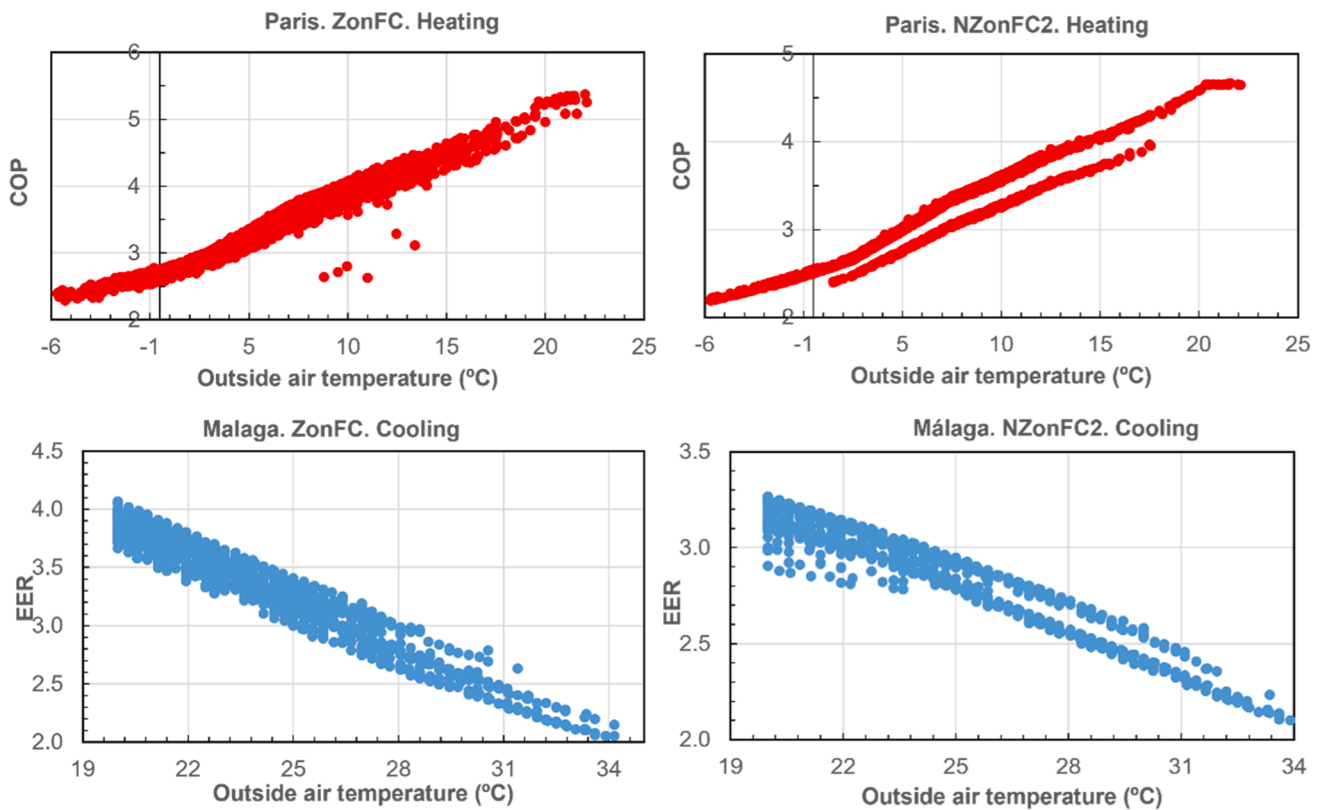 Paris. ZonFC. Heating
6
5
4
3
2
COP
-6 -1 5 10 15 20 25
Outside air temperature (ºC)
Paris. NZonFC2. Heating
5
4
3
2
COP
-6 -1 5 10 15 20 25
Outside air temperature (ºC)
Malaga. ZonFC. Cooling
4.5
4.0
3.5
3.0
2.5
2.0
EER
19 22 25 28 31 34
Outside air temperature (ºC)
Málaga. NZonFC2. Cooling
3.5
3.0
2.5
2.0
EER
19 22 25 28 31 34
Outside air temperature (ºC)